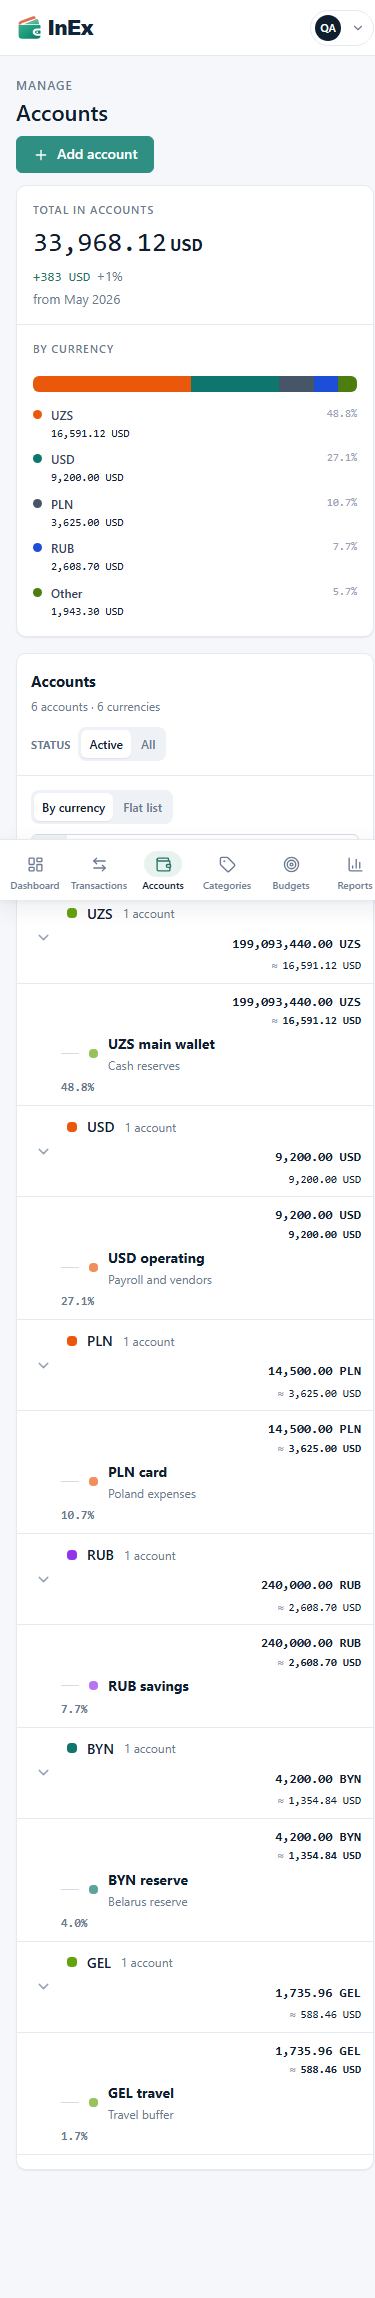 InEx
QA
MANAGE
Accounts
+ Add account
TOTAL IN ACCOUNTS
33,968.12 USD
+383 USD +1%
from May 2026
BY CURRENCY
UZS 48.8%
16,591.12 USD
USD 27.1%
9,200.00 USD
PLN 10.7%
3,625.00 USD
RUB 7.7%
2,608.70 USD
Other 5.7%
1,943.30 USD
Accounts
6 accounts · 6 currencies
STATUS Active All
By currency Flat list
Dashboard Transactions Accounts Categories Budgets Reports
UZS 1 account
199,093,440.00 UZS
≈ 16,591.12 USD
199,093,440.00 UZS
≈ 16,591.12 USD
UZS main wallet
Cash reserves
48.8%
USD 1 account
9,200.00 USD
9,200.00 USD
9,200.00 USD
9,200.00 USD
USD operating
Payroll and vendors
27.1%
PLN 1 account
14,500.00 PLN
≈ 3,625.00 USD
14,500.00 PLN
≈ 3,625.00 USD
PLN card
Poland expenses
10.7%
RUB 1 account
240,000.00 RUB
≈ 2,608.70 USD
240,000.00 RUB
≈ 2,608.70 USD
RUB savings
7.7%
BYN 1 account
4,200.00 BYN
≈ 1,354.84 USD
4,200.00 BYN
≈ 1,354.84 USD
BYN reserve
Belarus reserve
4.0%
GEL 1 account
1,735.96 GEL
≈ 588.46 USD
1,735.96 GEL
≈ 588.46 USD
GEL travel
Travel buffer
1.7%